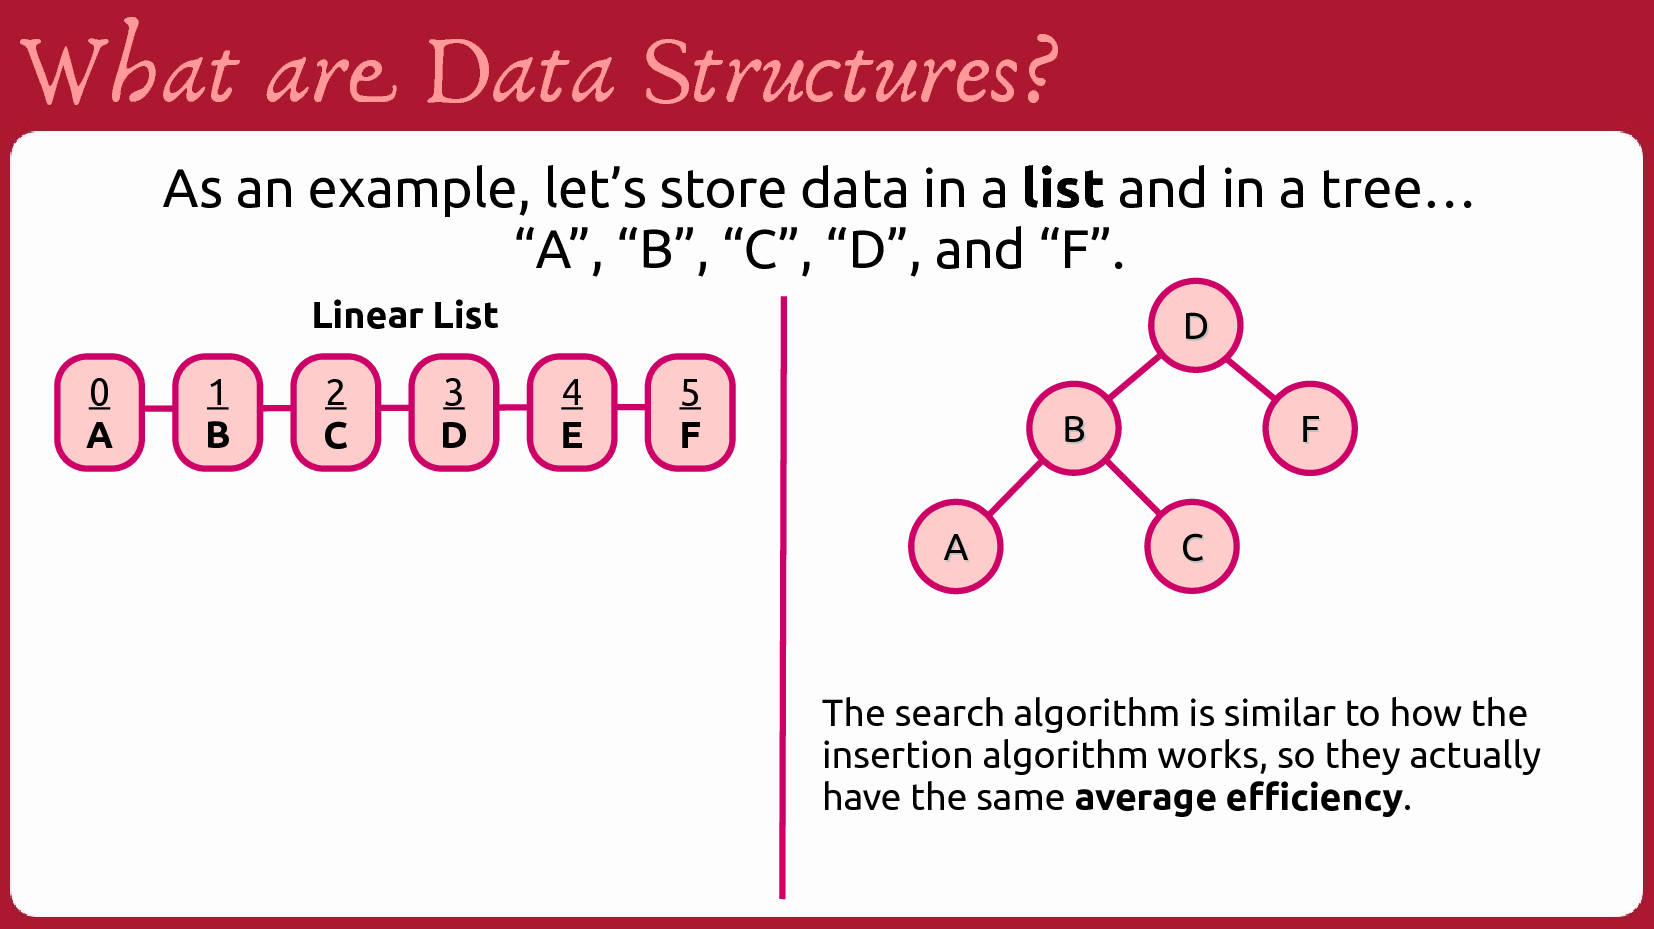 What are Data Structures?
As an example, let’s store data in a list and in a tree…
“A”, “B”, “C”, “D”, and “F”.
Linear List
0 1 2 3 4 5
A B C D E F
D
B F
A C
The search algorithm is similar to how the
insertion algorithm works, so they actually
have the same average efficiency.